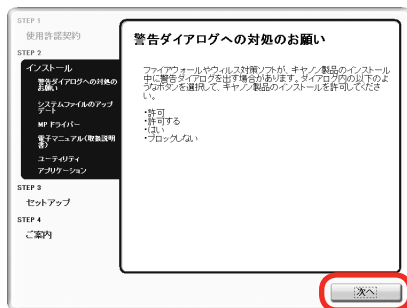 STEP 1
使用許諾契約
STEP 2
インストール
警告ダイアログへの対処の
お願い
システムファイルのアップ
デート
MP ドライバー
電子マニュアル(取扱説明
書)
ユーティリティ
アプリケーション
STEP 3
セットアップ
STEP 4
ご案内
警告ダイアログへの対処のお願い
ファイアウォールやウィルス対策ソフトが、キヤノン製品のインストール
中に警告ダイアログを出す場合があります。ダイアログ内の以下のよ
うなボタンを選択して、キヤノン製品のインストールを許可してくださ
い。
・許可
・許可する
・はい
・ブロックしない
次へ